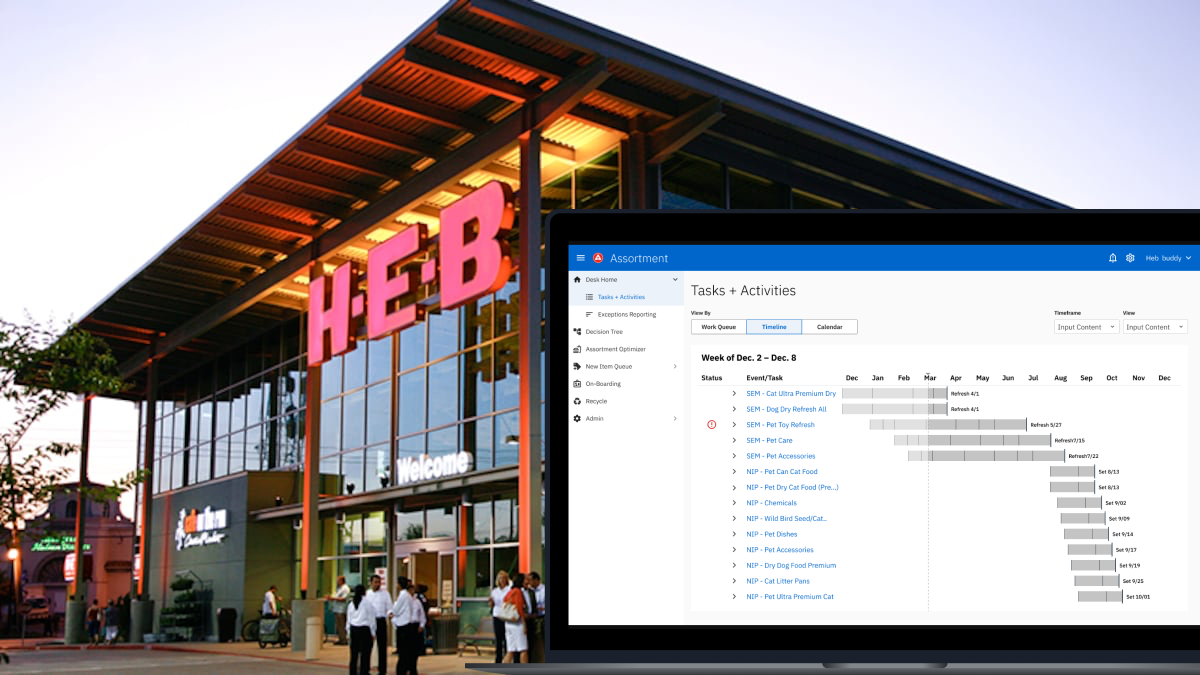 H-E-B
Welcome
Assortment
Heb buddy
Desk Home
Tasks + Activities
Exceptions Reporting
Decision Tree
Assortment Optimizer
New Item Queue
On-Boarding
Recycle
Admin
Tasks + Activities
View By
Work Queue Timeline Calendar
Timeframe View
Input Content Input Content
Week of Dec. 2 – Dec. 8
Status Event/Task Dec Jan Feb Mar Apr May Jun Jul Aug Sep Oct Nov Dec
SEM - Cat Ultra Premium Dry Refresh 4/1
SEM - Dog Dry Refresh All Refresh 4/1
SEM - Pet Toy Refresh Refresh 5/27
SEM - Pet Care Refresh7/15
SEM - Pet Accessories Refresh7/22
NIP - Pet Can Cat Food Set 8/13
NIP - Pet Dry Cat Food (Pre...) Set 8/13
NIP - Chemicals Set 9/02
NIP - Wild Bird Seed/Cat.. Set 9/09
NIP - Pet Dishes Set 9/14
NIP - Pet Accessories Set 9/17
NIP - Dry Dog Food Premium Set 9/19
NIP - Cat Litter Pans Set 9/25
NIP - Pet Ultra Premium Cat Set 10/01